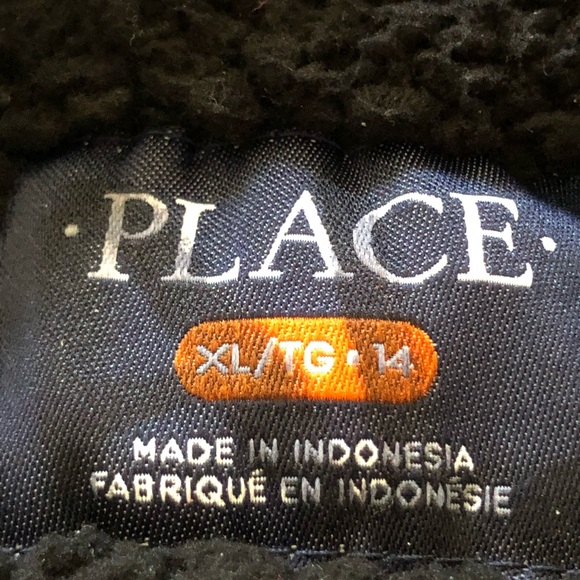 ·PLACE·
XL/TG · 14
MADE IN INDONESIA
FABRIQUÉ EN INDONÉSIE